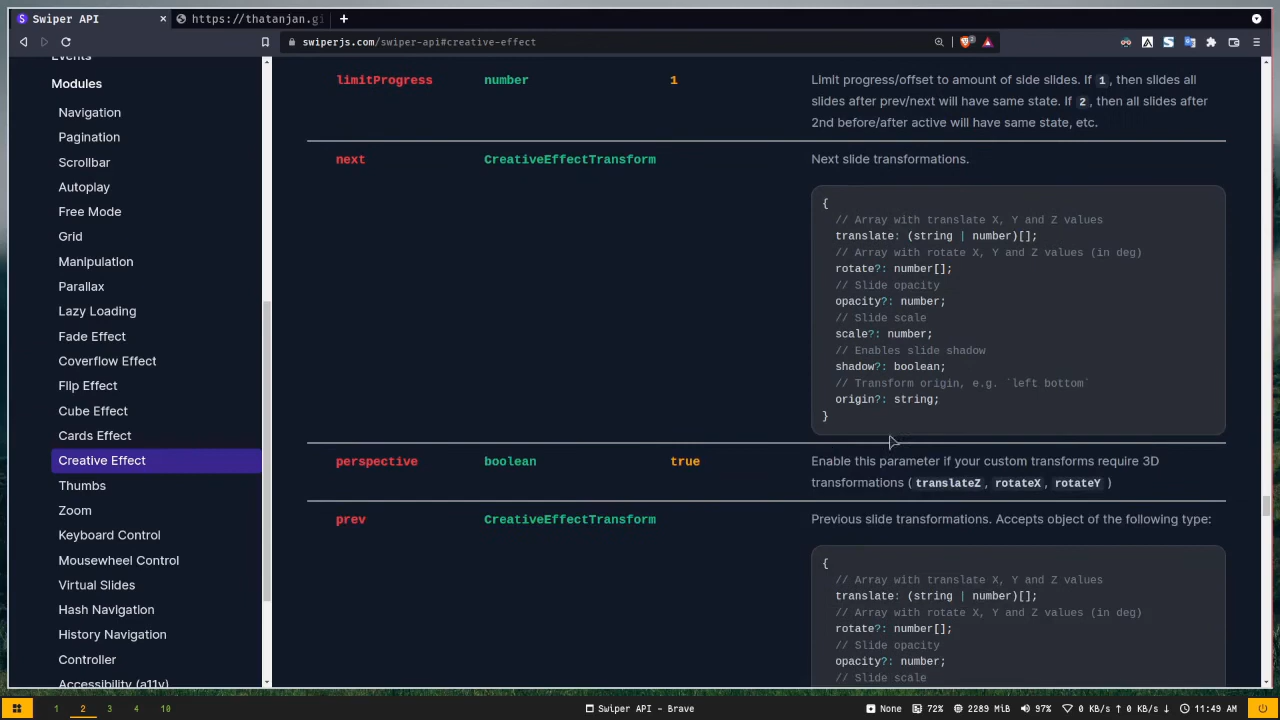 Swiper API
https://thatanjan.gi
swiperjs.com/swiper-api#creative-effect
Events
Modules
Navigation
Pagination
Scrollbar
Autoplay
Free Mode
Grid
Manipulation
Parallax
Lazy Loading
Fade Effect
Coverflow Effect
Flip Effect
Cube Effect
Cards Effect
Creative Effect
Thumbs
Zoom
Keyboard Control
Mousewheel Control
Virtual Slides
Hash Navigation
History Navigation
Controller
Accessibility (a11y)
limitProgress number 1 Limit progress/offset to amount of side slides. If 1, then slides all
slides after prev/next will have same state. If 2, then all slides after
2nd before/after active will have same state, etc.
next CreativeEffectTransform Next slide transformations.
{
// Array with translate X, Y and Z values
translate: (string | number)[];
// Array with rotate X, Y and Z values (in deg)
rotate?: number[];
// Slide opacity
opacity?: number;
// Slide scale
scale?: number;
// Enables slide shadow
shadow?: boolean;
// Transform origin, e.g. `left bottom`
origin?: string;
}
perspective boolean true Enable this parameter if your custom transforms require 3D
transformations ( translateZ, rotateX, rotateY )
prev CreativeEffectTransform Previous slide transformations. Accepts object of the following type:
{
// Array with translate X, Y and Z values
translate: (string | number)[];
// Array with rotate X, Y and Z values (in deg)
rotate?: number[];
// Slide opacity
opacity?: number;
// Slide scale
1 2 3 4 10 Swiper API - Brave None 72% 2289 MiB 97% 0 KB/s 0 KB/s 11:49 AM